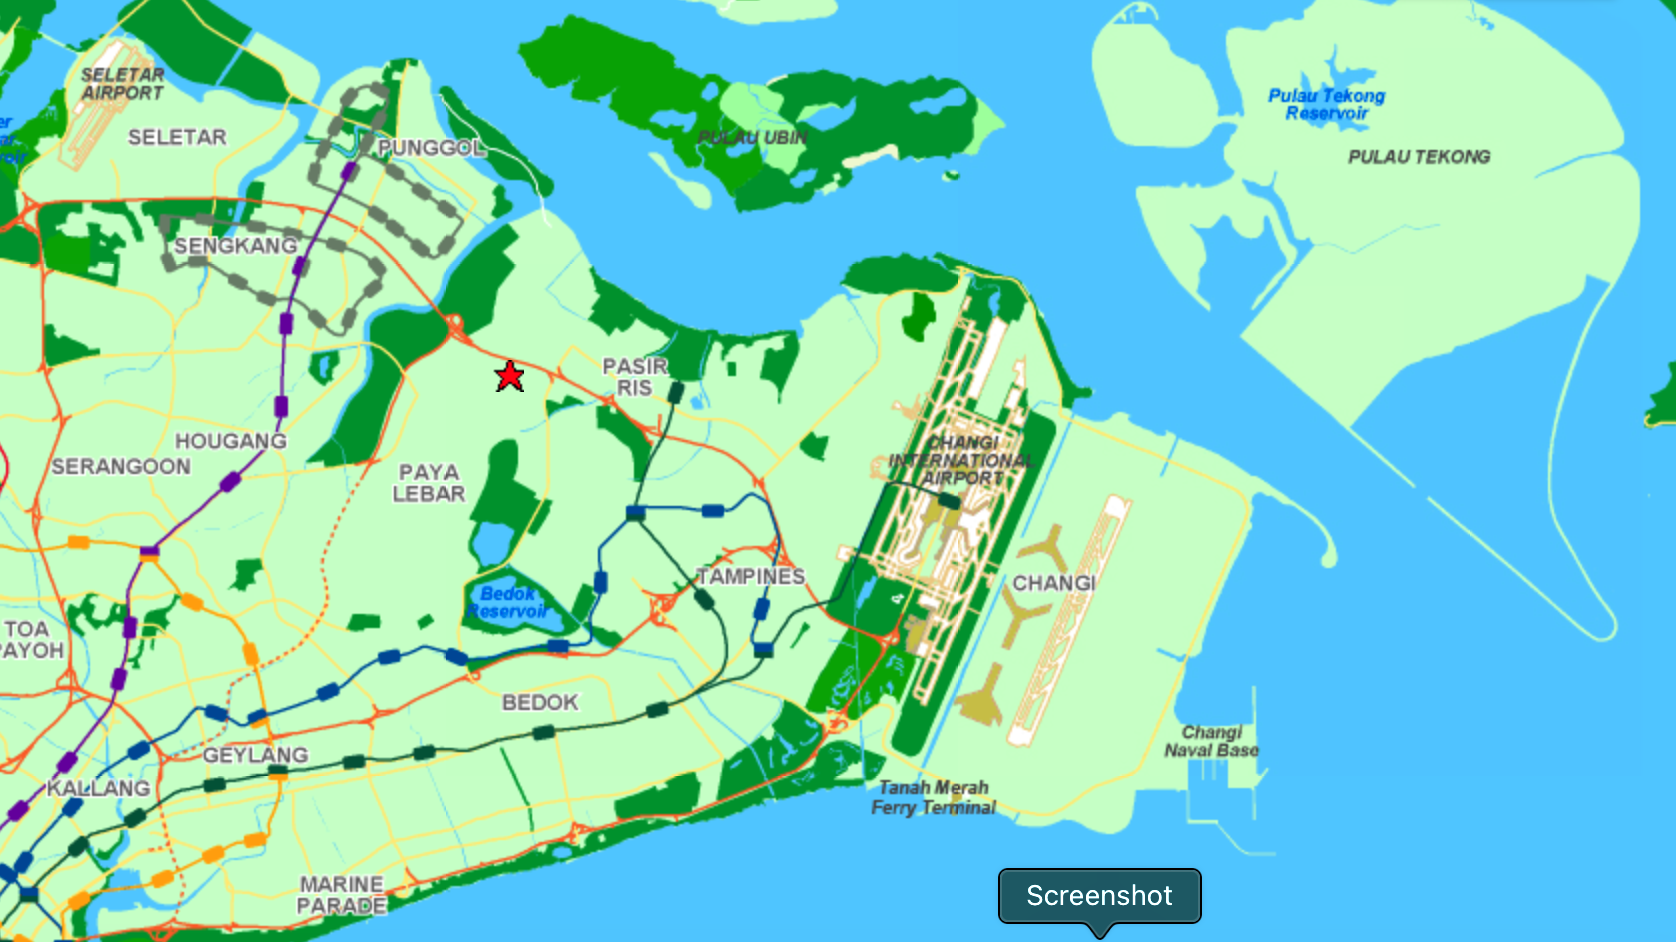 SELETAR
AIRPORT
SELETAR
PUNGGOL
PULAU UBIN
Pulau Tekong
Reservoir
PULAU TEKONG
SENGKANG
PASIR
RIS
HOUGANG
SERANGOON
PAYA
LEBAR
CHANGI
INTERNATIONAL
AIRPORT
TAMPINES
CHANGI
Bedok
Reservoir
TOA
PAYOH
BEDOK
GEYLANG
KALLANG
Changi
Naval Base
Tanah Merah
Ferry Terminal
MARINE
PARADE
Screenshot